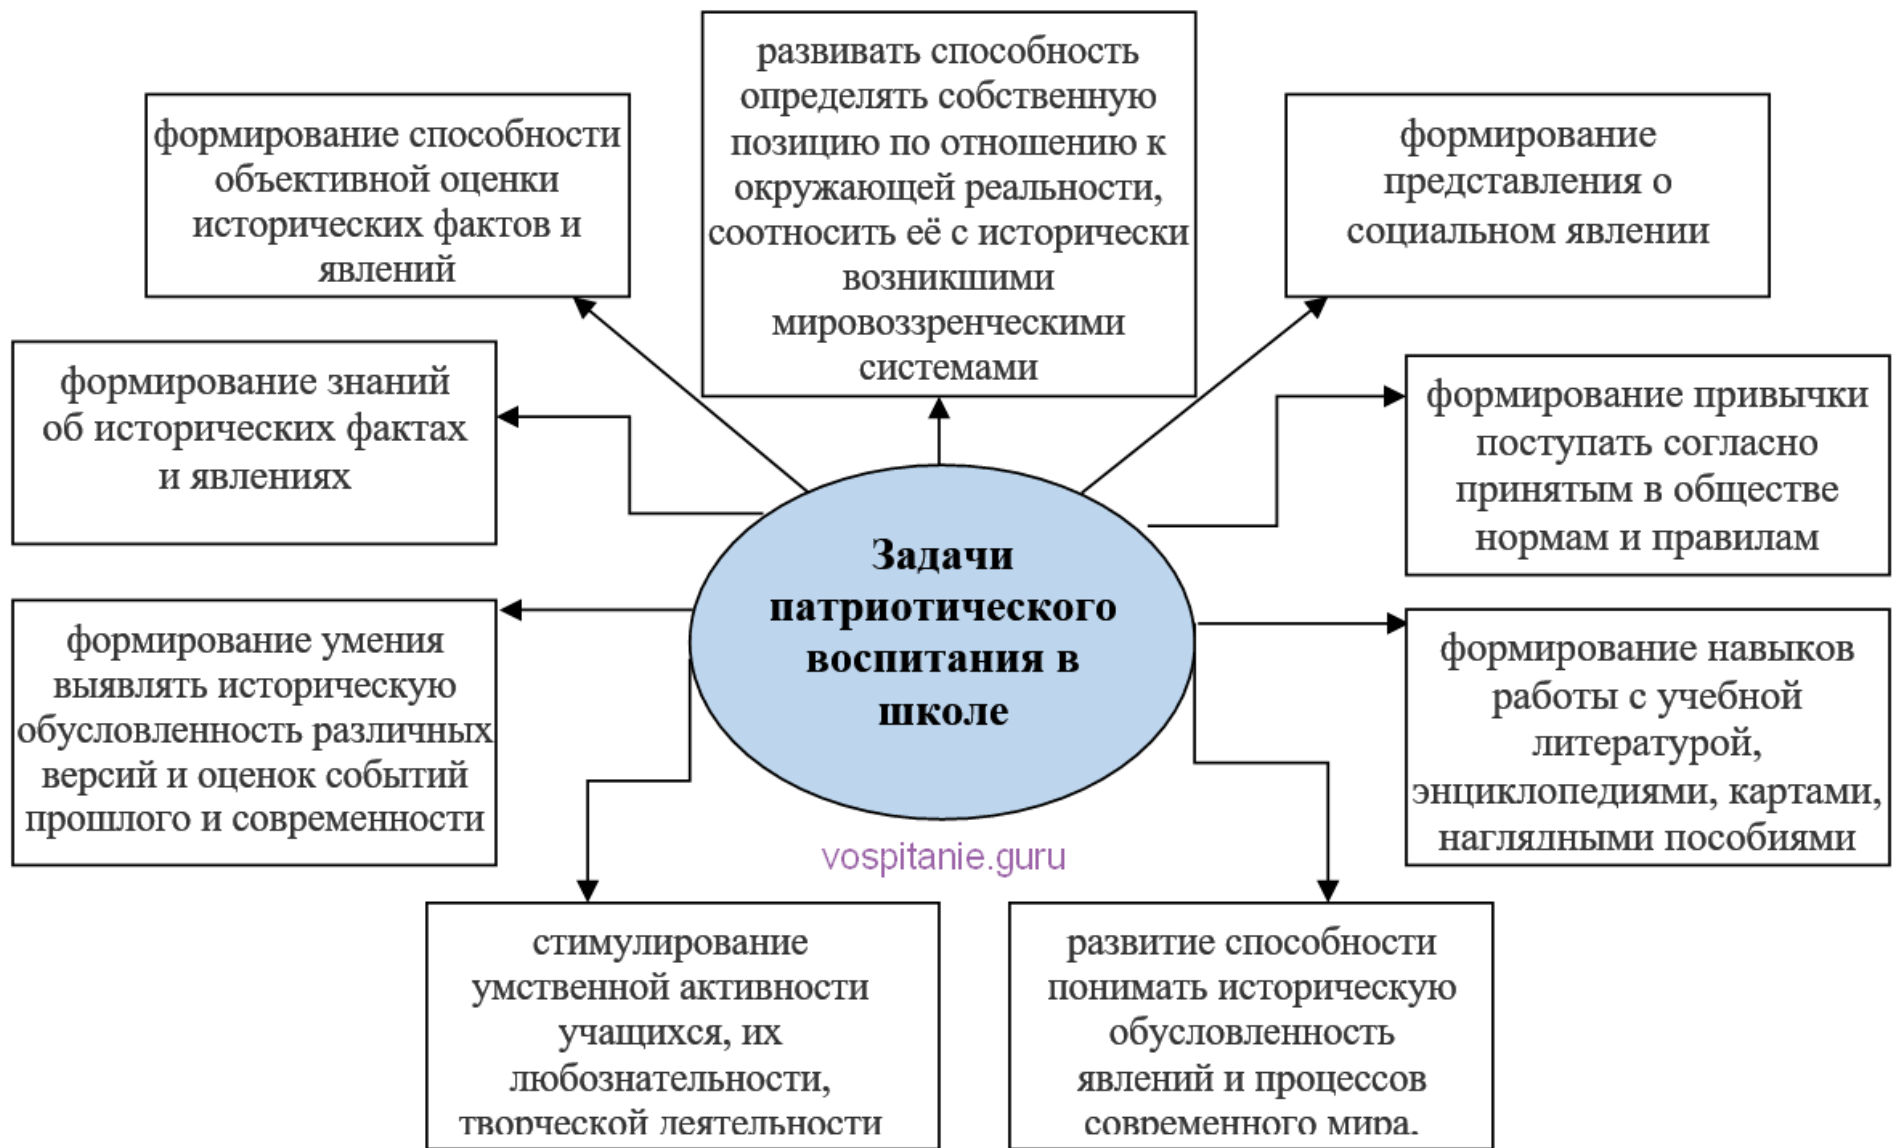 развивать способность
определять собственную
позицию по отношению к
окружающей реальности,
соотносить её с исторически
возникшими
мировоззренческими
системами
формирование способности
объективной оценки
исторических фактов и
явлений
формирование
представления о
социальном явлении
формирование знаний
об исторических фактах
и явлениях
формирование привычки
поступать согласно
принятым в обществе
нормам и правилам
Задачи
патриотического
воспитания в
школе
формирование умения
выявлять историческую
обусловленность различных
версий и оценок событий
прошлого и современности
формирование навыков
работы с учебной
литературой,
энциклопедиями, картами,
наглядными пособиями
vospitanie.guru
стимулирование
умственной активности
учащихся, их
любознательности,
творческой деятельности
развитие способности
понимать историческую
обусловленность
явлений и процессов
современного мира.